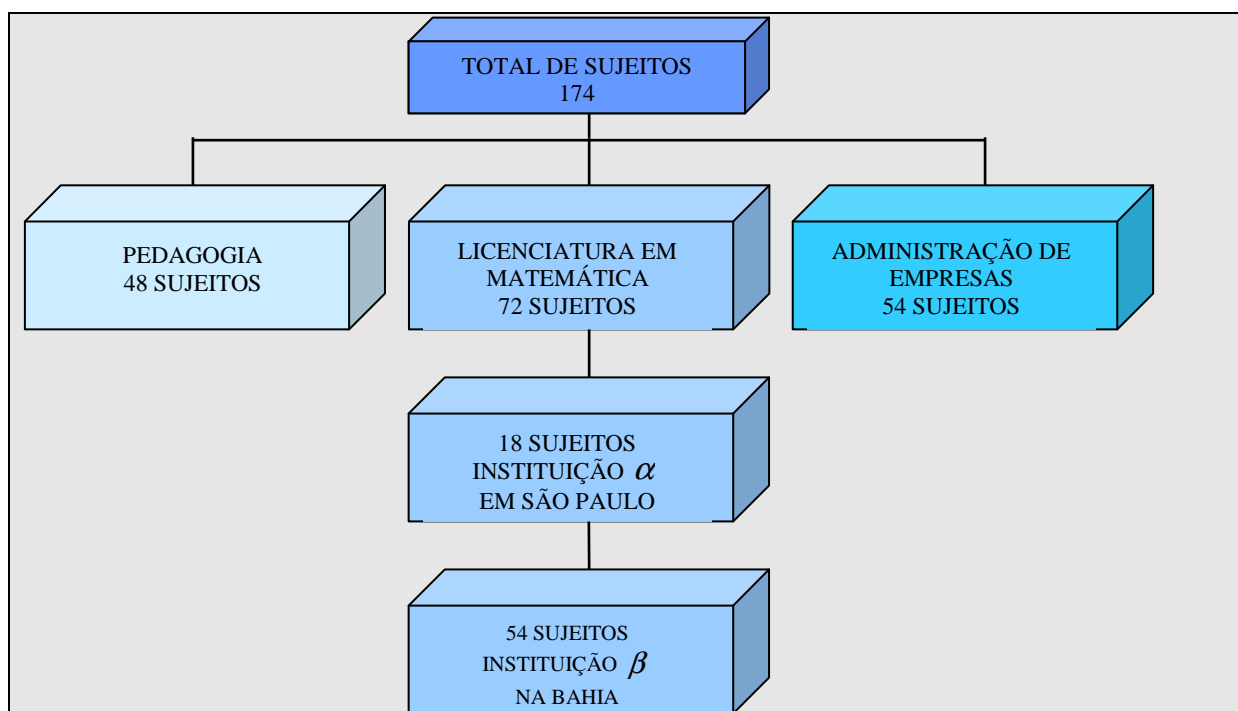 TOTAL DE SUJEITOS
174
PEDAGOGIA
48 SUJEITOS
LICENCIATURA EM
MATEMÁTICA
72 SUJEITOS
ADMINISTRAÇÃO DE
EMPRESAS
54 SUJEITOS
18 SUJEITOS
INSTITUIÇÃO α
EM SÃO PAULO
54 SUJEITOS
INSTITUIÇÃO β
NA BAHIA